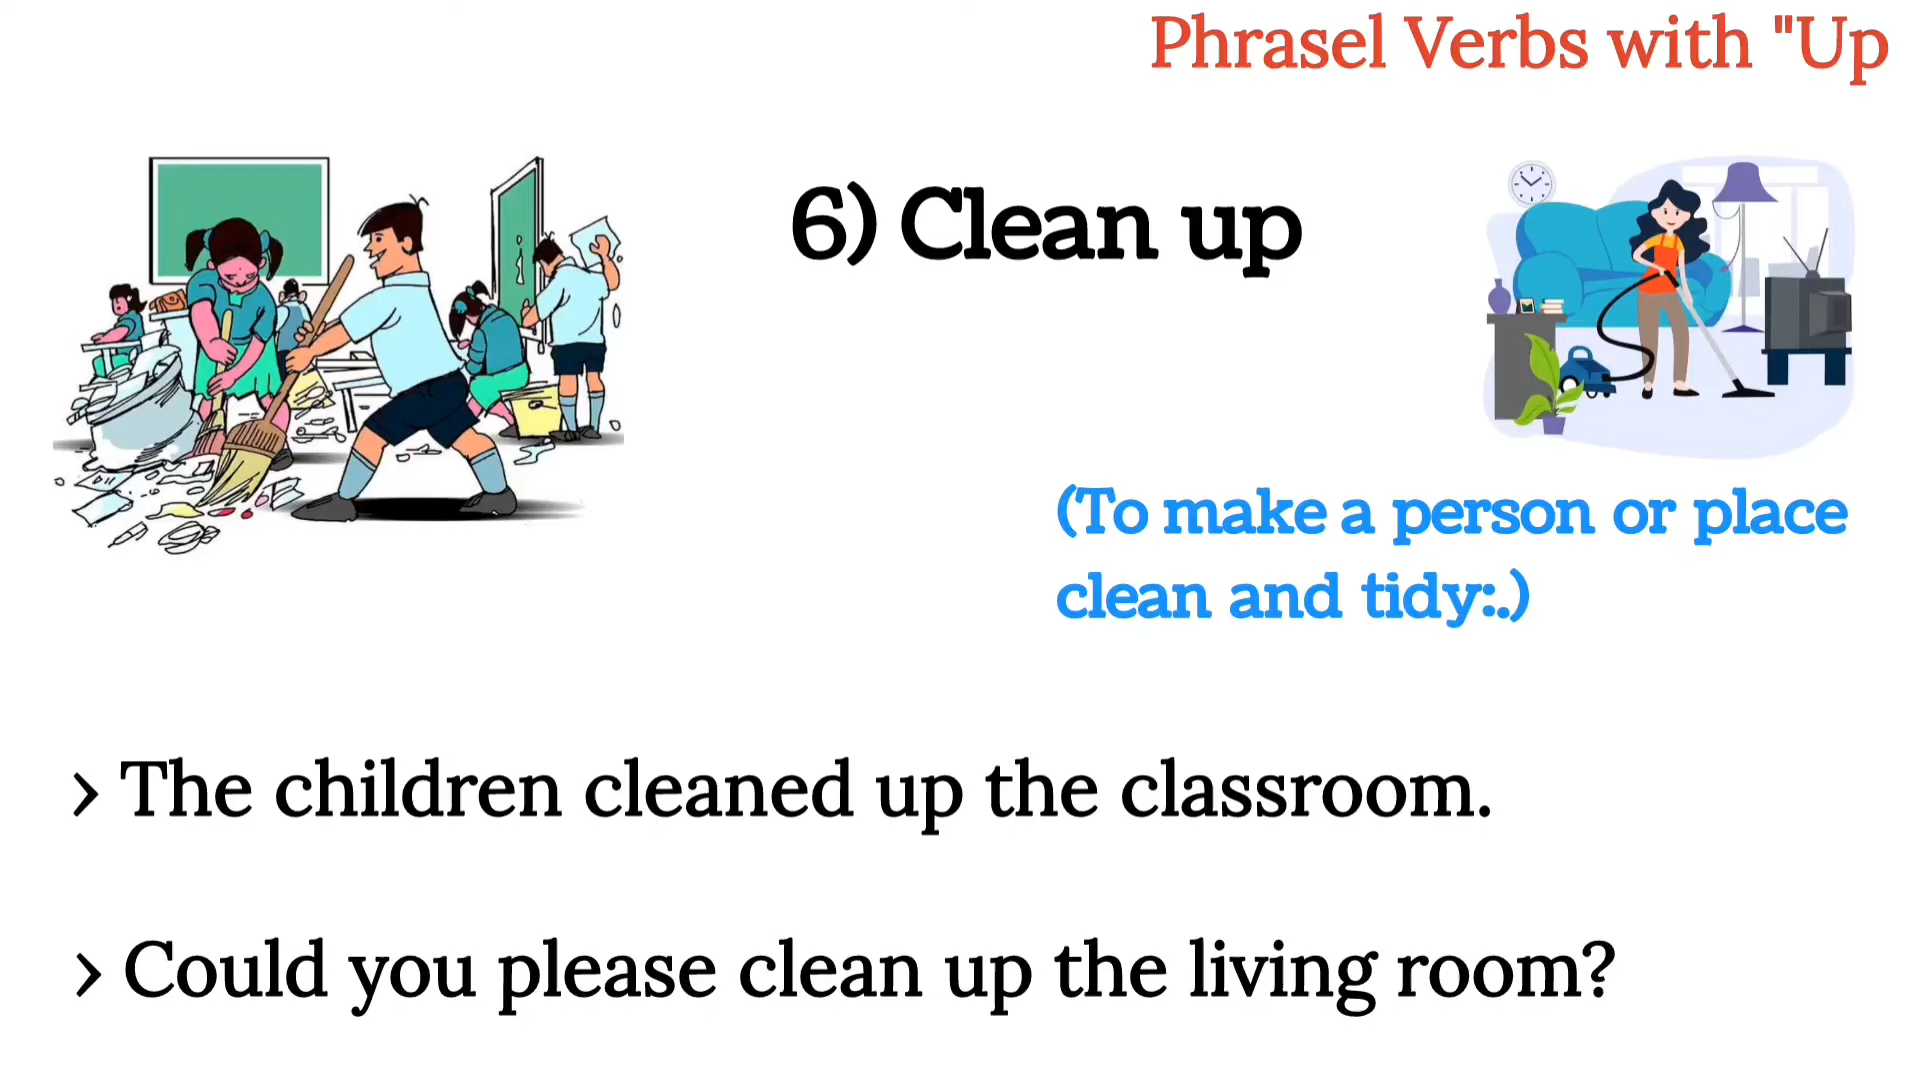 Phrasel Verbs with "Up
6) Clean up
(To make a person or place
clean and tidy:.)
› The children cleaned up the classroom.
› Could you please clean up the living room?